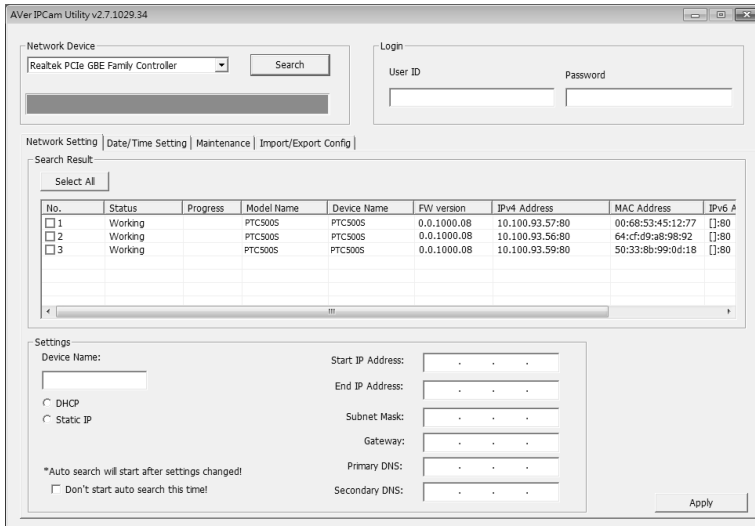 AVer IPCam Utility v2.7.1029.34
Network Device
Realtek PCIe GBE Family Controller
Search
Login
User ID
Password
Network Setting Date/Time Setting Maintenance Import/Export Config
Search Result
Select All
No. Status Progress Model Name Device Name FW version IPv4 Address MAC Address IPv6 A
1 Working PTC500S PTC500S 0.0.1000.08 10.100.93.57:80 00:68:53:45:12:77 []:80
2 Working PTC500S PTC500S 0.0.1000.08 10.100.93.56:80 64:cf:d9:a8:98:92 []:80
3 Working PTC500S PTC500S 0.0.1000.08 10.100.93.59:80 50:33:8b:99:0d:18 []:80
Settings
Device Name:
DHCP
Static IP
*Auto search will start after settings changed!
Don't start auto search this time!
Start IP Address: . . .
End IP Address: . . .
Subnet Mask: . . .
Gateway: . . .
Primary DNS: . . .
Secondary DNS: . . .
Apply